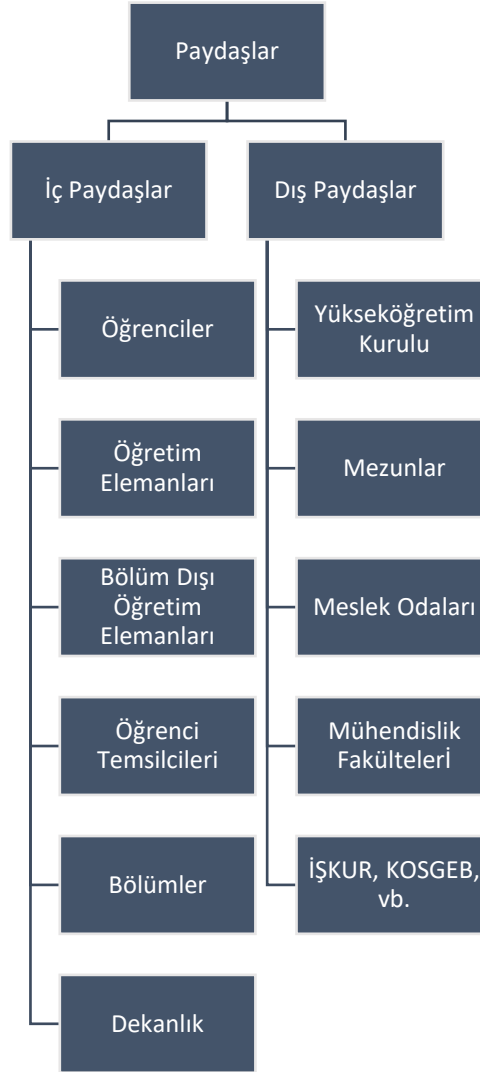 Paydaşlar
İç Paydaşlar
Dış Paydaşlar
Öğrenciler
Öğretim
Elemanları
Bölüm Dışı
Öğretim
Elemanları
Öğrenci
Temsilcileri
Bölümler
Dekanlık
Yükseköğretim
Kurulu
Mezunlar
Meslek Odaları
Mühendislik
Fakültelerİ
İŞKUR, KOSGEB,
vb.